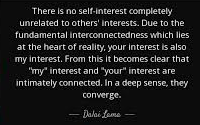 There is no self-interest completely
unrelated to others' interests. Due to the
fundamental interconnectedness which lies
at the heart of reality, your interest is also
my interest. From this it becomes clear that
"my" interest and "your" interest are
intimately connected. In a deep sense, they
converge.
Dalai Lama